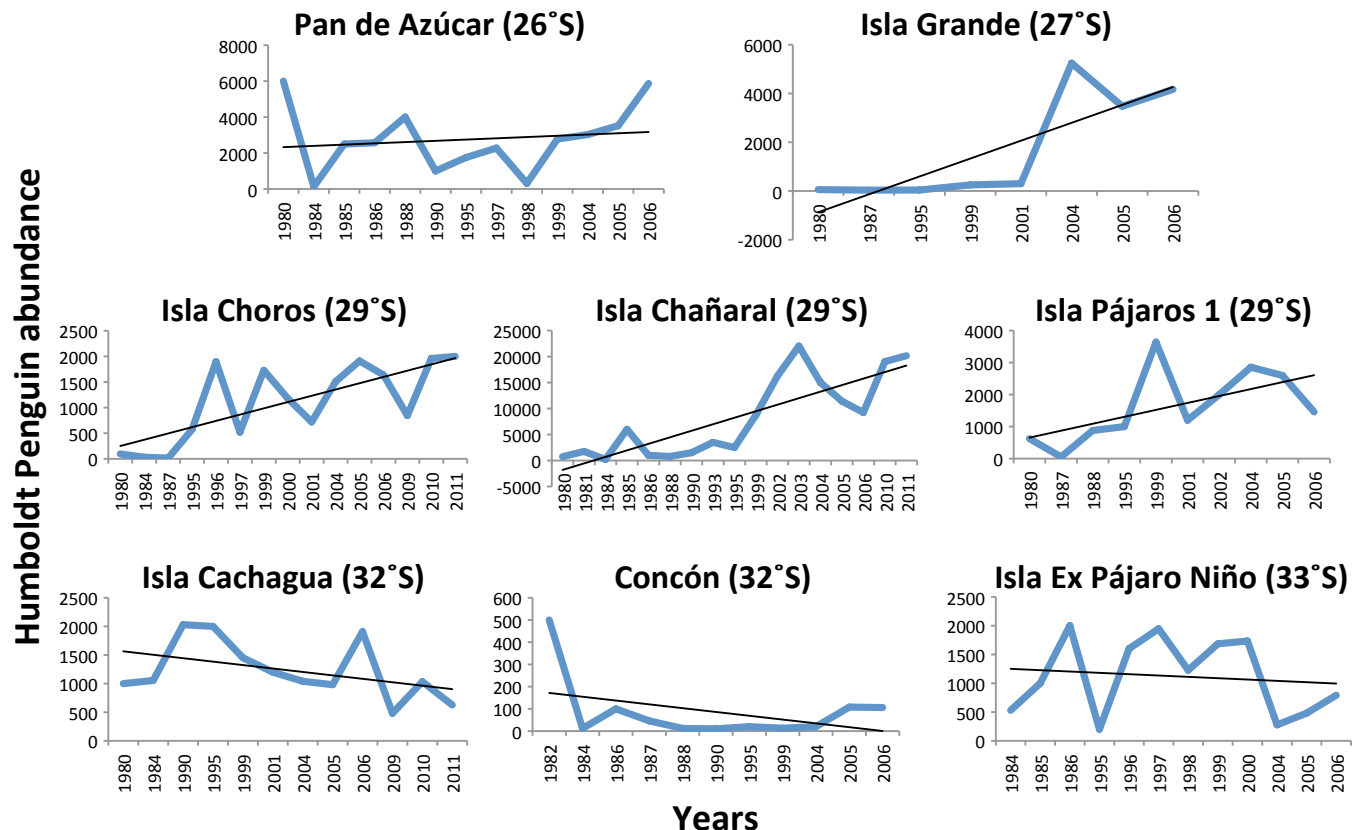 Pan de Azúcar (26˚S)
8000
6000
4000
2000
0
1980 1984 1985 1986 1988 1990 1995 1997 1998 1999 2004 2005 2006
Isla Grande (27˚S)
6000
4000
2000
0
-2000
1980 1987 1995 1999 2001 2004 2005 2006
Humboldt Penguin abundance
Isla Choros (29˚S)
2500
2000
1500
1000
500
0
1980 1984 1987 1995 1996 1997 1999 2000 2001 2004 2005 2006 2009 2010 2011
Isla Chañaral (29˚S)
25000
20000
15000
10000
5000
0
-5000
1980 1981 1984 1985 1986 1988 1990 1993 1995 1999 2002 2003 2004 2005 2006 2010 2011
Isla Pájaros 1 (29˚S)
4000
3000
2000
1000
0
1980 1987 1988 1995 1999 2001 2002 2004 2005 2006
Isla Cachagua (32˚S)
2500
2000
1500
1000
500
0
1980 1984 1990 1995 1999 2001 2004 2005 2006 2009 2010 2011
Concón (32˚S)
600
500
400
300
200
100
0
1982 1984 1986 1987 1988 1990 1995 1999 2004 2005 2006
Isla Ex Pájaro Niño (33˚S)
2500
2000
1500
1000
500
0
1984 1985 1986 1995 1996 1997 1998 1999 2000 2004 2005 2006
Years